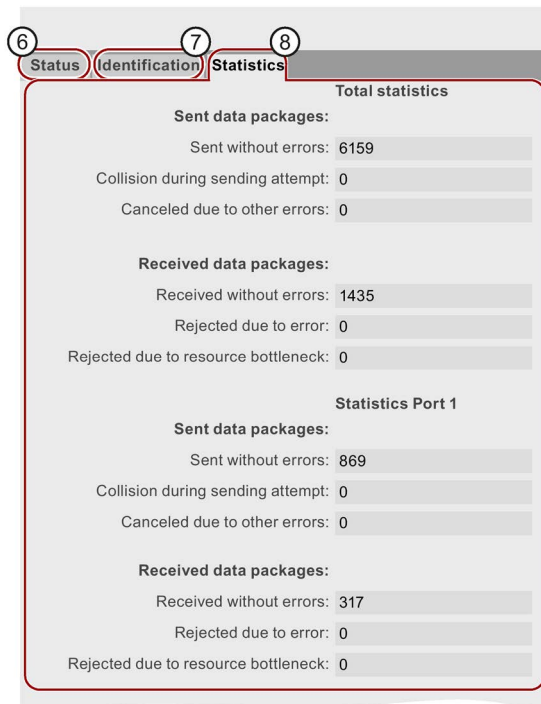 6 7 8
Status Identification Statistics
Total statistics
Sent data packages:
Sent without errors: 6159
Collision during sending attempt: 0
Canceled due to other errors: 0
Received data packages:
Received without errors: 1435
Rejected due to error: 0
Rejected due to resource bottleneck: 0
Statistics Port 1
Sent data packages:
Sent without errors: 869
Collision during sending attempt: 0
Canceled due to other errors: 0
Received data packages:
Received without errors: 317
Rejected due to error: 0
Rejected due to resource bottleneck: 0